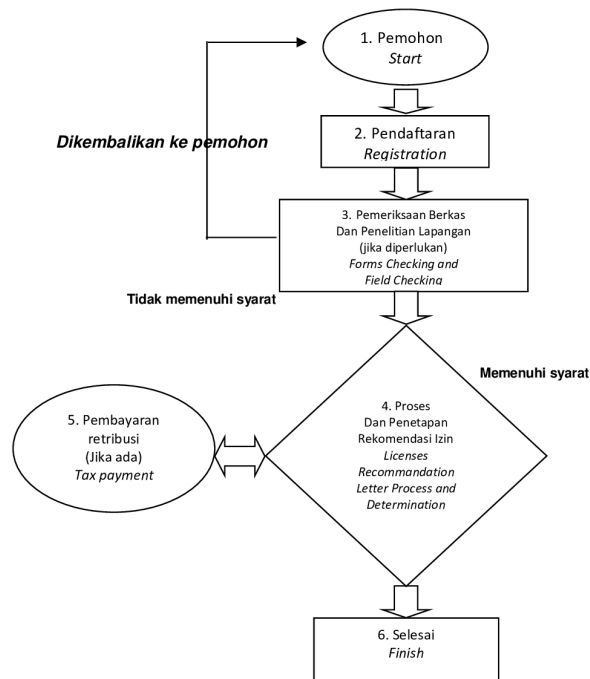 1. Pemohon
Start
Dikembalikan ke pemohon
2. Pendaftaran
Registration
3. Pemeriksaan Berkas
Dan Penelitian Lapangan
(jika diperlukan)
Forms Checking and
Field Checking
Tidak memenuhi syarat
Memenuhi syarat
4. Proses
Dan Penetapan
Rekomendasi Izin
Licenses
Recommandation
Letter Process and
Determination
5. Pembayaran
retribusi
(Jika ada)
Tax payment
6. Selesai
Finish